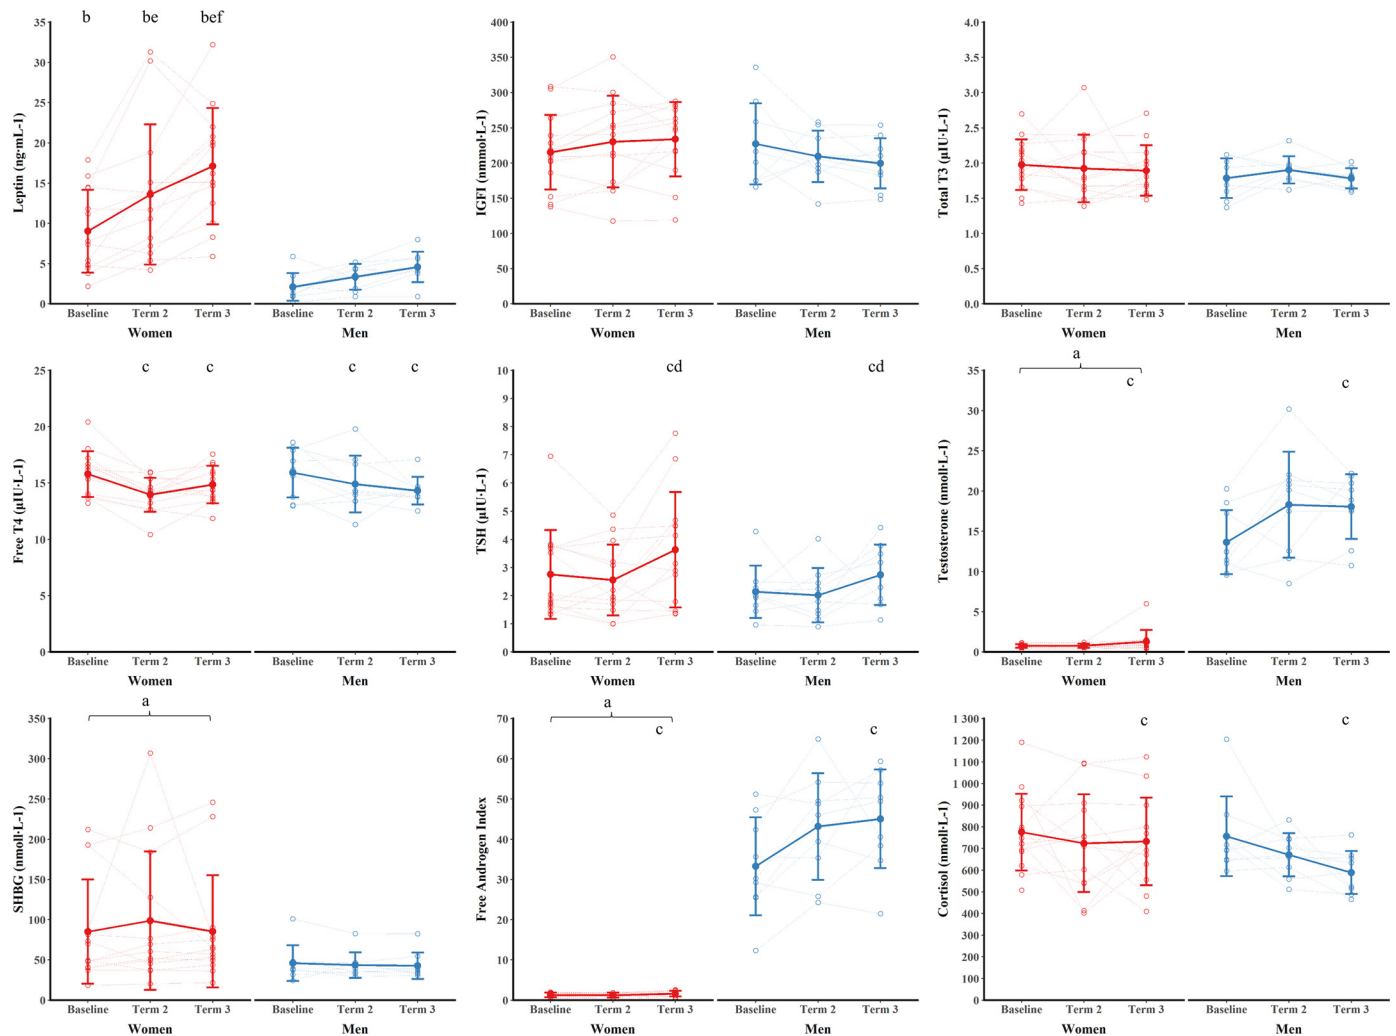 b be bef
Leptin (ng·mL-1)
35
30
25
20
15
10
5
0
Baseline Term 2 Term 3 Baseline Term 2 Term 3
Women Men
IGFI (nmmol·L-1)
400
350
300
250
200
150
100
50
0
Baseline Term 2 Term 3 Baseline Term 2 Term 3
Women Men
Total T3 (µIU·L-1)
4.0
3.5
3.0
2.5
2.0
1.5
1.0
0.5
0.0
Baseline Term 2 Term 3 Baseline Term 2 Term 3
Women Men
c c c c
Free T4 (µIU·L-1)
25
20
15
10
5
0
Baseline Term 2 Term 3 Baseline Term 2 Term 3
Women Men
cd cd
TSH (µIU·L-1)
10
9
8
7
6
5
4
3
2
1
0
Baseline Term 2 Term 3 Baseline Term 2 Term 3
Women Men
a
c c
Testosterone (nmoll·L-1)
35
30
25
20
15
10
5
0
Baseline Term 2 Term 3 Baseline Term 2 Term 3
Women Men
a
SHBG (nmoll·L-1)
350
300
250
200
150
100
50
0
Baseline Term 2 Term 3 Baseline Term 2 Term 3
Women Men
a
c c
Free Androgen Index
70
60
50
40
30
20
10
0
Baseline Term 2 Term 3 Baseline Term 2 Term 3
Women Men
c c
Cortisol (nmoll·L-1)
1 300
1 200
1 100
1 000
900
800
700
600
500
400
300
200
100
0
Baseline Term 2 Term 3 Baseline Term 2 Term 3
Women Men